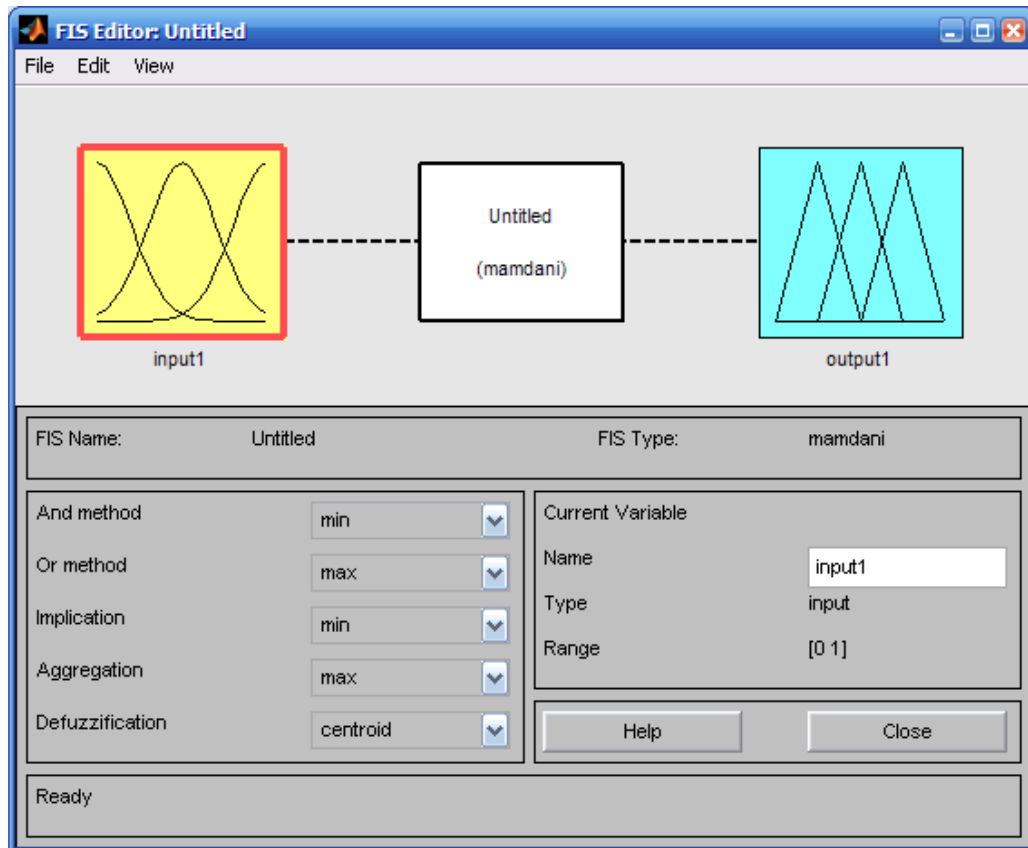 FIS Editor: Untitled
File Edit View
Untitled
(mamdani)
input1
output1
FIS Name: Untitled FIS Type: mamdani
And method min
Or method max
Implication min
Aggregation max
Defuzzification centroid
Current Variable
Name input1
Type input
Range [0 1]
Help Close
Ready